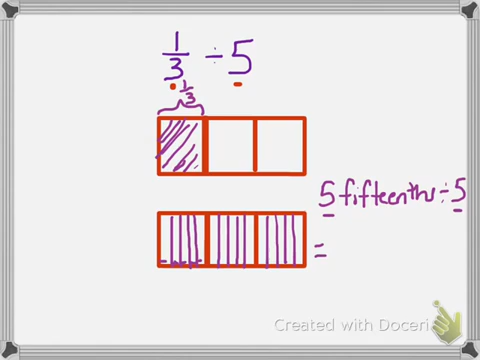 1/3 ÷ 5
1/3
5 fifteenths ÷ 5
=
Created with Doceri